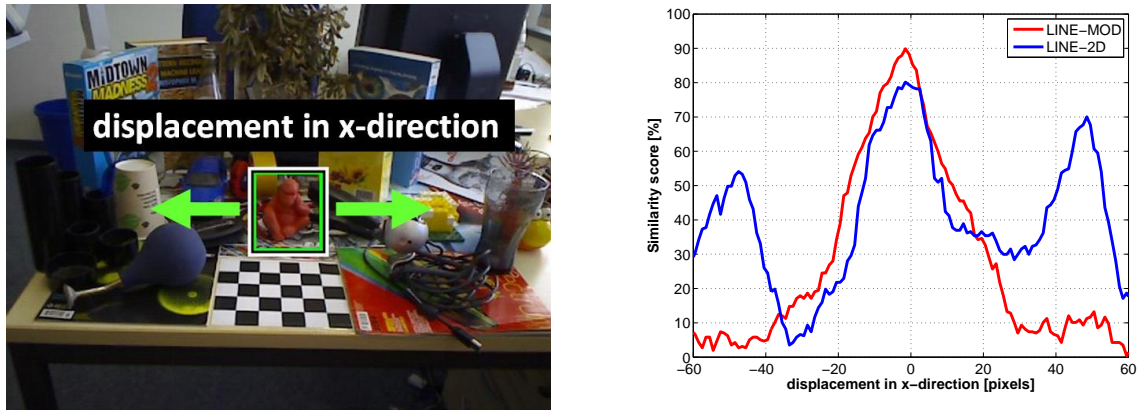 MiDTOWN
MADNESS 2
displacement in x-direction
100
90
80
70
60
50
40
30
20
10
0
−60
−40
−20
0
20
40
60
Similarity score [%]
displacement in x-direction [pixels]
LINE−MOD
LINE−2D